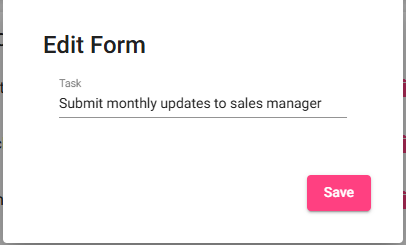 Edit Form
Task
Submit monthly updates to sales manager
Save